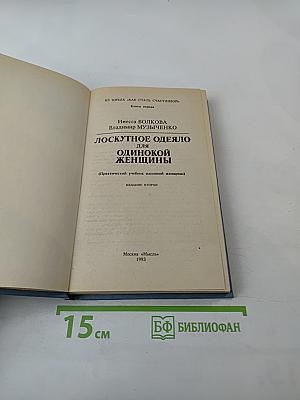 ИЗ ЦИКЛА «КАК СТАТЬ СЧАСТЛИВОЙ»
Книга первая
Инесса ВОЛКОВА
Владимир МУЗЫЧЕНКО
ЛОСКУТНОЕ ОДЕЯЛО
ДЛЯ
ОДИНОКОЙ
ЖЕНЩИНЫ
(Практический учебник одинокой женщины)
ИЗДАНИЕ ВТОРОЕ
Москва «Мысль»
1993
15 см
БФ БИБЛИОФАН